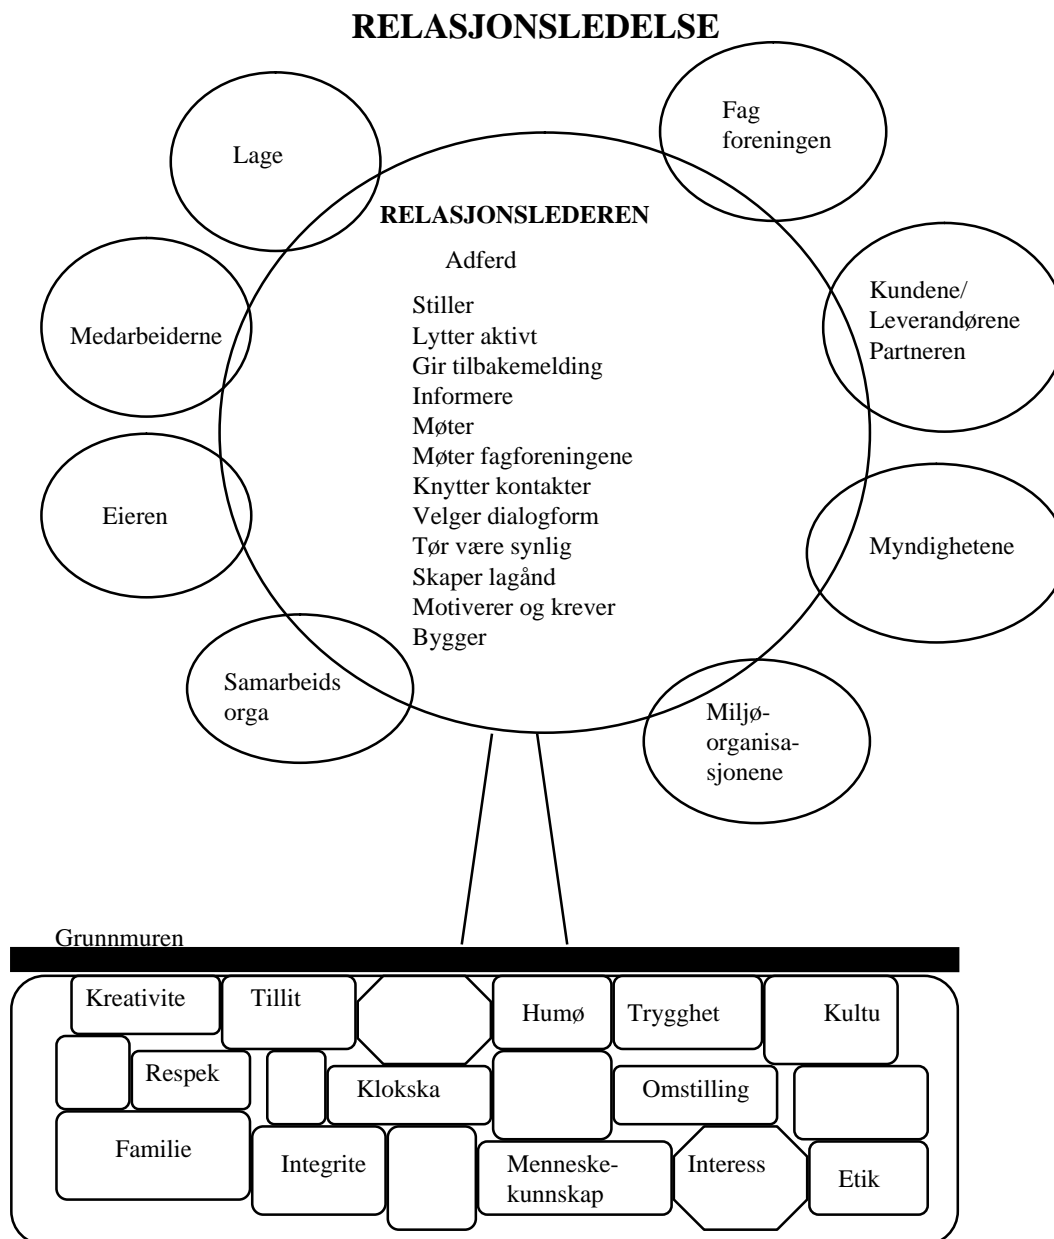 RELASJONSLEDELSE
Lage
Fag
foreningen
RELASJONSLEDEREN
Adferd
Stiller
Lytter aktivt
Gir tilbakemelding
Informere
Møter
Møter fagforeningene
Knytter kontakter
Velger dialogform
Tør være synlig
Skaper lagånd
Motiverer og krever
Bygger
Medarbeiderne
Kundene/
Leverandørene
Partneren
Eieren
Myndighetene
Samarbeids
orga
Miljø-
organisa-
sjonene
Grunnmuren
Kreativite
Tillit
Humø
Trygghet
Kultu
Respek
Klokska
Omstilling
Familie
Integrite
Menneske-
kunnskap
Interess
Etik